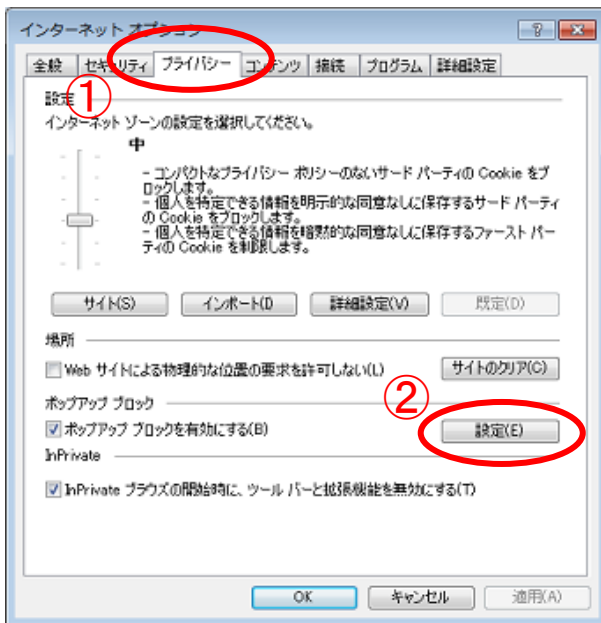 インターネット オプション
全般 セキュリティ プライバシー コンテンツ 接続 プログラム 詳細設定
①
設定
インターネット ゾーンの設定を選択してください。
中
- コンパクトなプライバシー ポリシーのないサード パーティの Cookie をブ
ロックします。
- 個人を特定できる情報を明示的な同意なしに保存するサード パーティ
の Cookie をブロックします。
- 個人を特定できる情報を暗黙的な同意なしに保存するファースト パー
ティの Cookie を制限します。
サイト(S) インポート(I) 詳細設定(V) 既定(D)
場所
Web サイトによる物理的な位置の要求を許可しない(L) サイトのクリア(C)
ポップアップ ブロック
②
ポップアップ ブロックを有効にする(B) 設定(E)
InPrivate
InPrivate ブラウズの開始時に、ツール バーと拡張機能を無効にする(T)
OK キャンセル 適用(A)